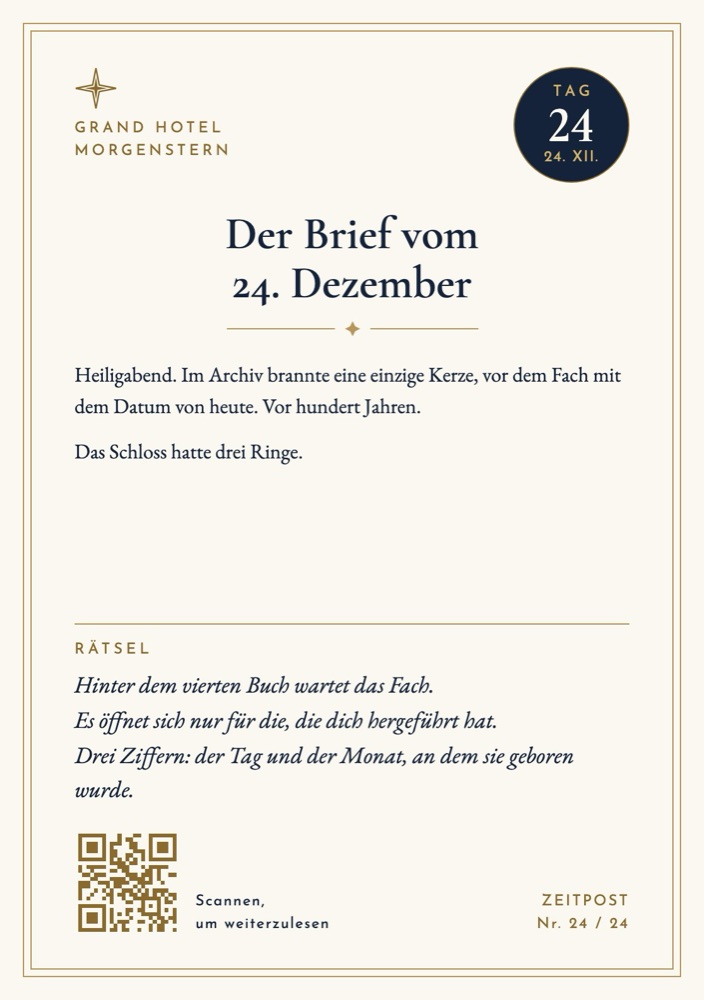 GRAND HOTEL
MORGENSTERN
TAG
24
24. XII.
Der Brief vom
24. Dezember
Heiligabend. Im Archiv brannte eine einzige Kerze, vor dem Fach mit
dem Datum von heute. Vor hundert Jahren.
Das Schloss hatte drei Ringe.
RÄTSEL
Hinter dem vierten Buch wartet das Fach.
Es öffnet sich nur für die, die dich hergeführt hat.
Drei Ziffern: der Tag und der Monat, an dem sie geboren
wurde.
Scannen,
um weiterzulesen
ZEITPOST
Nr. 24 / 24